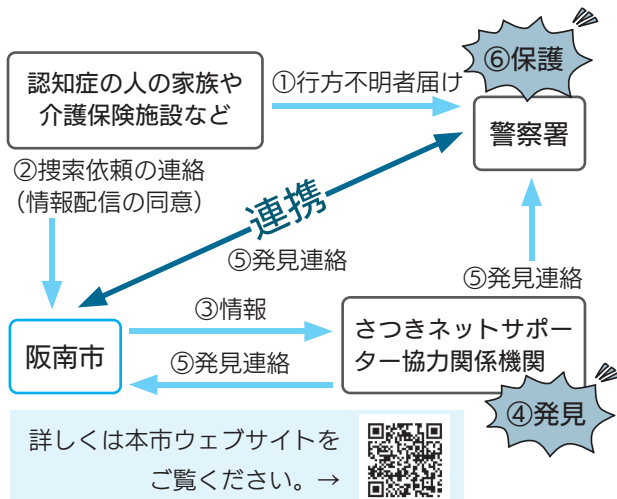 ⑥保護
認知症の人の家族や
介護保険施設など
①行方不明者届け
警察署
②捜索依頼の連絡
（情報配信の同意）
連携
⑤発見連絡
⑤発見連絡
③情報
阪南市
さつきネットサポー
ター協力関係機関
⑤発見連絡
④発見
詳しくは本市ウェブサイトを
ご覧ください。→